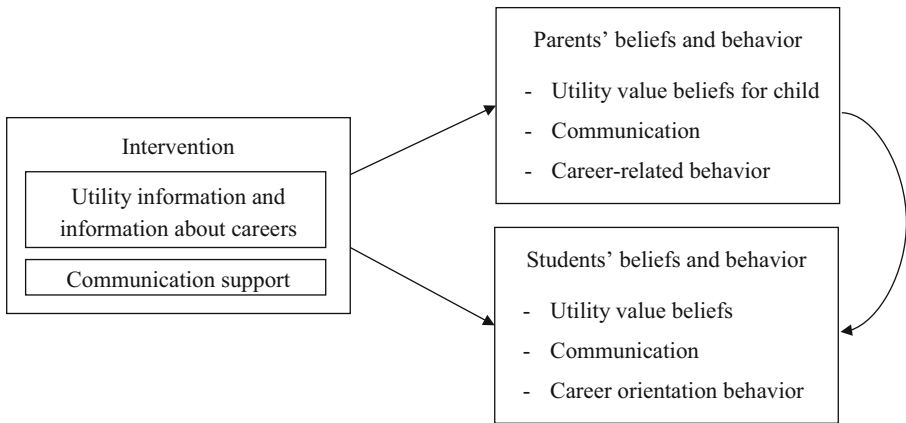 Intervention
Utility information and
information about careers
Communication support
Parents’ beliefs and behavior
- Utility value beliefs for child
- Communication
- Career-related behavior
Students’ beliefs and behavior
- Utility value beliefs
- Communication
- Career orientation behavior